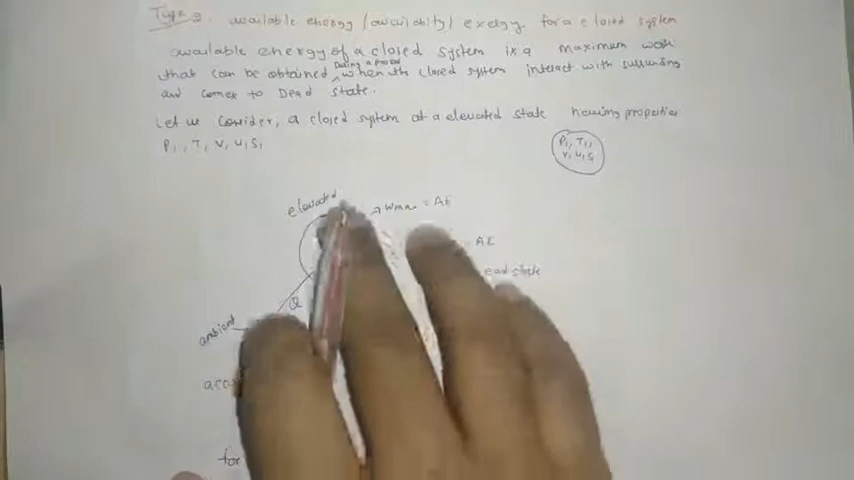 Type 2. available energy / (availability) / exergy. for a closed system
available energy of a closed system is a maximum work
that can be obtained During a process when the closed system interact with surrounding
and comes to Dead state.
Let us consider, a closed system at a elevated state having properties
P1, T1 V1 U1 S1
P1, T1,
V1 U1 S1
elevated
Wmax = AE
AE
ead state
Q
ambient
for